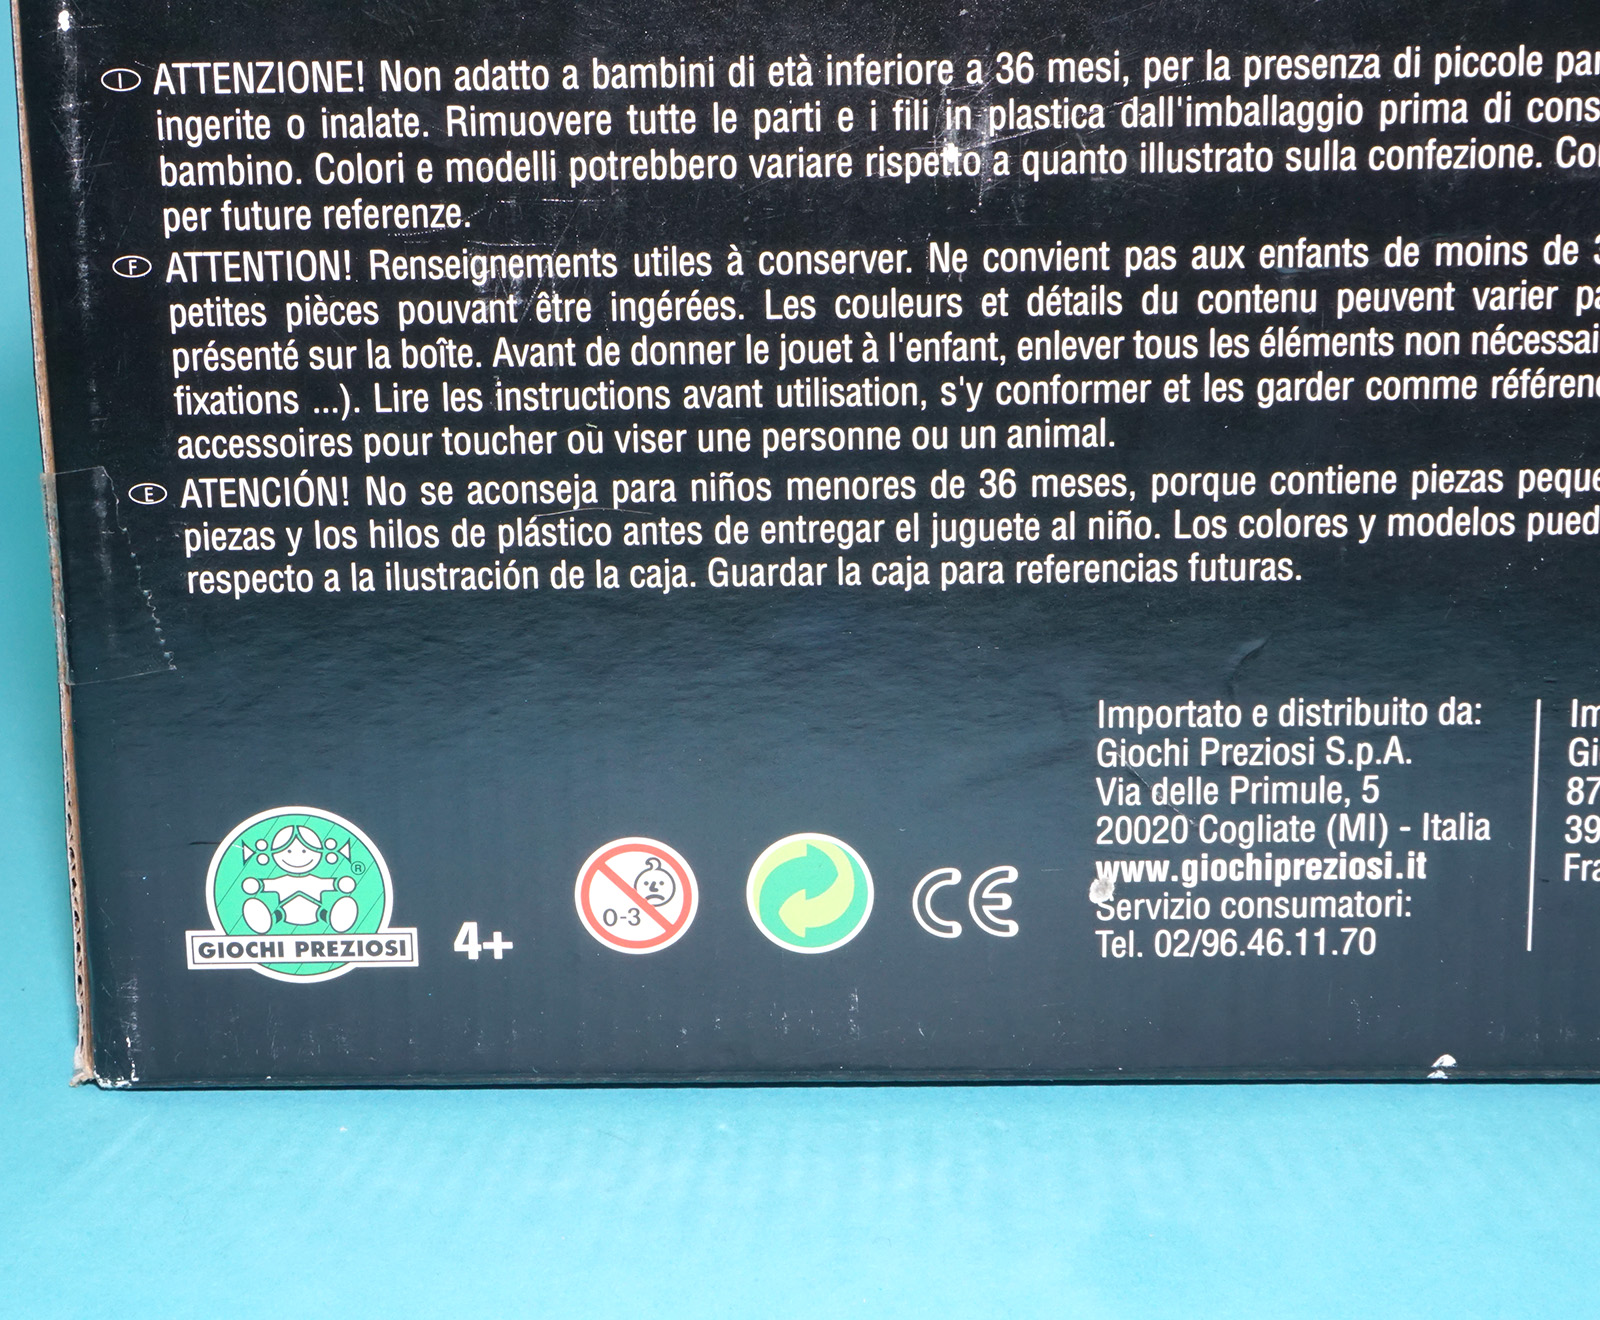 I ATTENZIONE! Non adatto a bambini di età inferiore a 36 mesi, per la presenza di piccole
ingerite o inalate. Rimuovere tutte le parti e i fili in plastica dall'imballaggio prima di
bambino. Colori e modelli potrebbero variare rispetto a quanto illustrato sulla confezione.
per future referenze.
F ATTENTION! Renseignements utiles à conserver. Ne convient pas aux enfants de moins de
petites pièces pouvant être ingérées. Les couleurs et détails du contenu peuvent varier
présenté sur la boîte. Avant de donner le jouet à l'enfant, enlever tous les éléments non
fixations ...). Lire les instructions avant utilisation, s'y conformer et les garder comme
accessoires pour toucher ou viser une personne ou un animal.
E ATENCIÓN! No se aconseja para niños menores de 36 meses, porque contiene piezas
piezas y los hilos de plástico antes de entregar el juguete al niño. Los colores y modelos
respecto a la ilustración de la caja. Guardar la caja para referencias futuras.
GIOCHI PREZIOSI ®
4+
0-3
CE
Importato e distribuito da:
Giochi Preziosi S.p.A.
Via delle Primule, 5
20020 Cogliate (MI) - Italia
www.giochipreziosi.it
Servizio consumatori:
Tel. 02/96.46.11.70